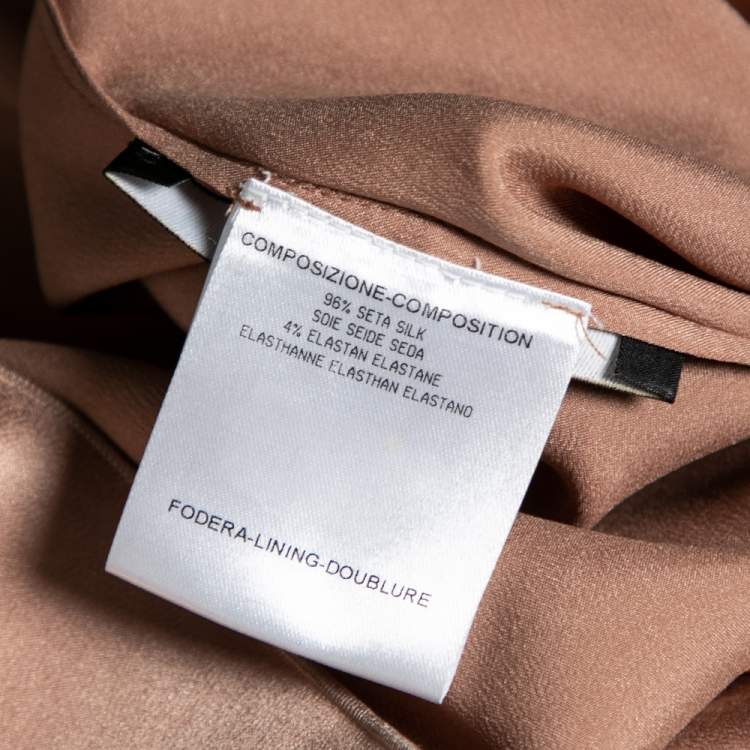 COMPOSIZIONE-COMPOSITION
96% SETA SILK
SOIE SEIDE SEDA
4% ELASTAN ELASTANE
ELASTHANNE ELASTHAN ELASTANO
FODERA-LINING-DOUBLURE